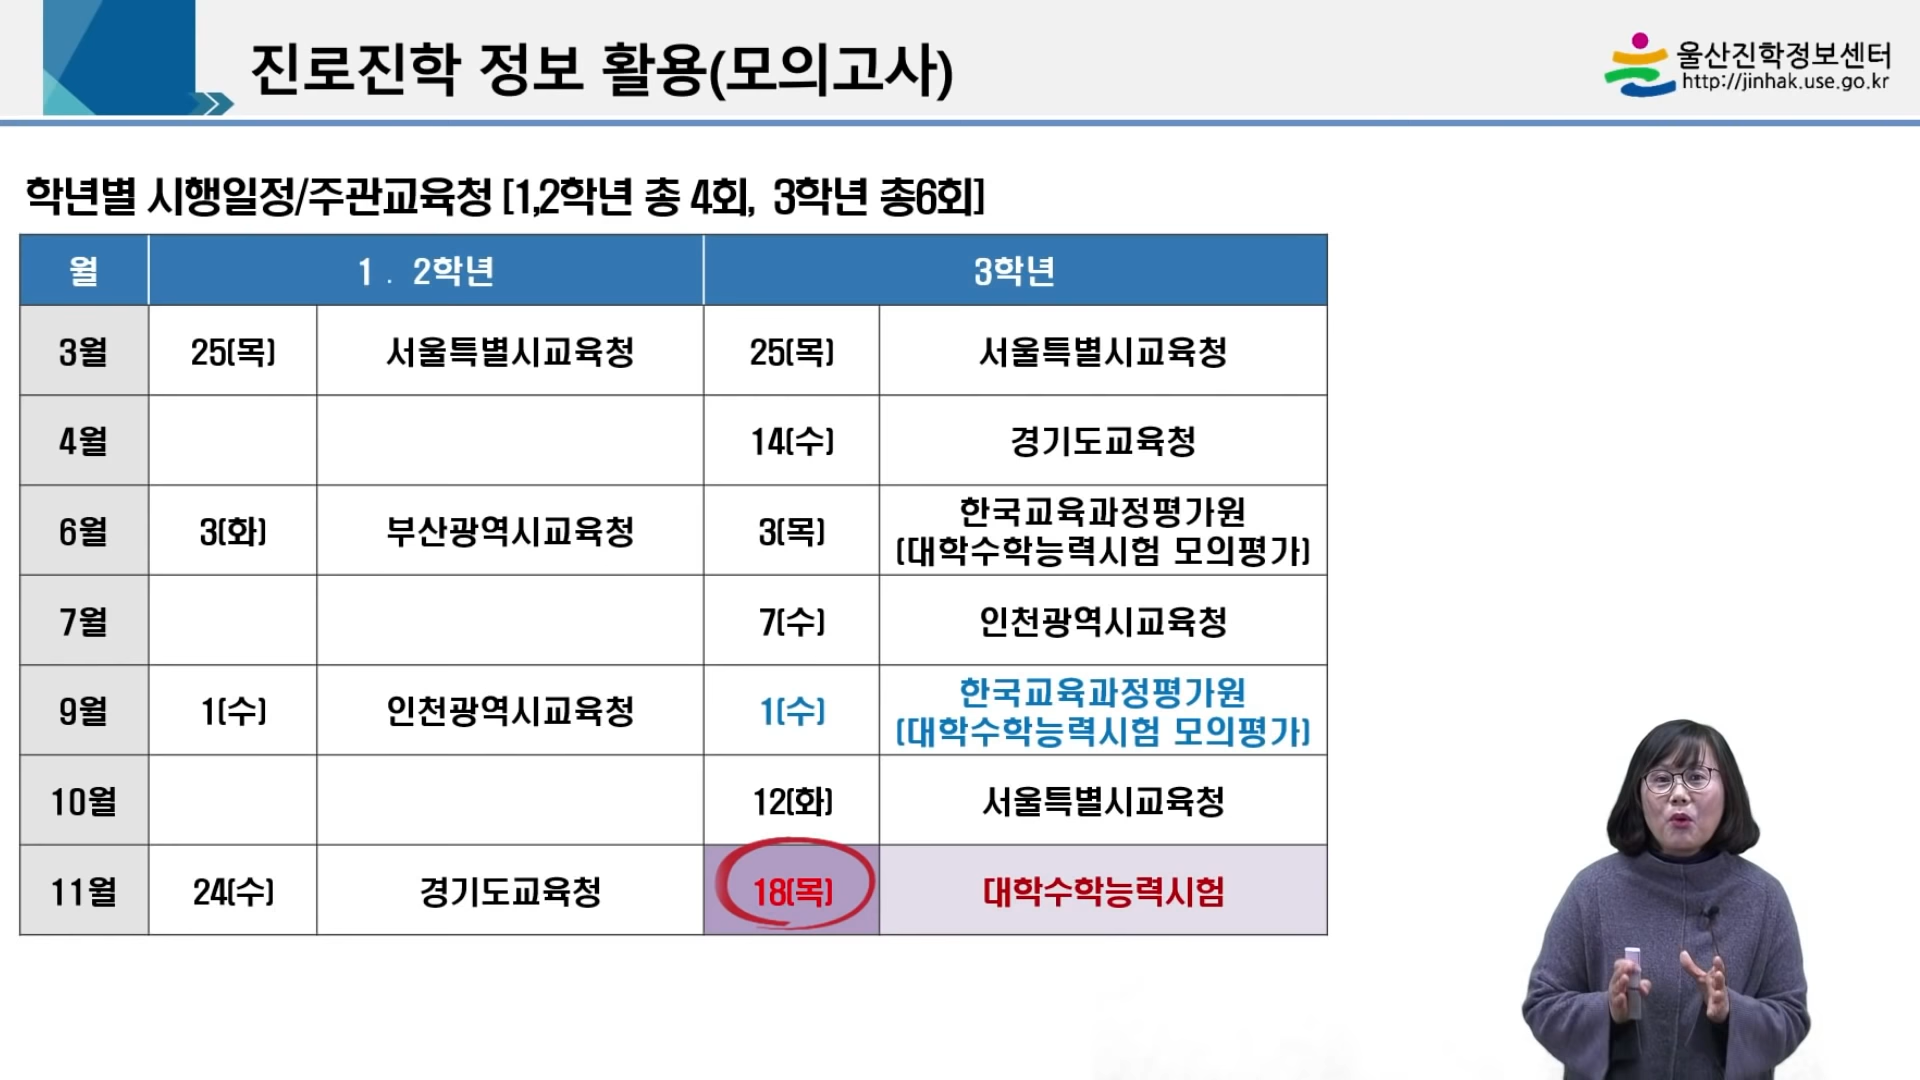 진로진학 정보 활용(모의고사)
울산진학정보센터
http://jinhak.use.go.kr
학년별 시행일정/주관교육청 [1,2학년 총 4회, 3학년 총6회]
월 1 . 2학년 3학년
3월 25(목) 서울특별시교육청 25(목) 서울특별시교육청
4월 14(수) 경기도교육청
6월 3(화) 부산광역시교육청 3(목) 한국교육과정평가원
(대학수학능력시험 모의평가)
7월 7(수) 인천광역시교육청
9월 1(수) 인천광역시교육청 1(수) 한국교육과정평가원
(대학수학능력시험 모의평가)
10월 12(화) 서울특별시교육청
11월 24(수) 경기도교육청 18(목) 대학수학능력시험